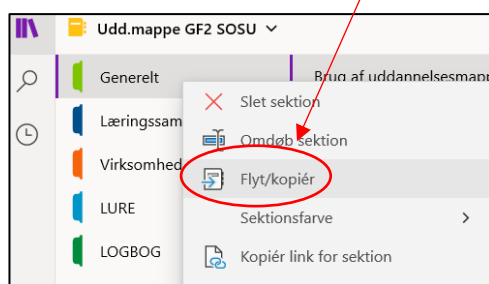 Udd.mappe GF2 SOSU
Generelt
Brug af uddannelsesmapp
Læringssam
Virksomhed
LURE
LOGBOG
Slet sektion
Omdøb sektion
Flyt/kopiér
Sektionsfarve
Kopiér link for sektion